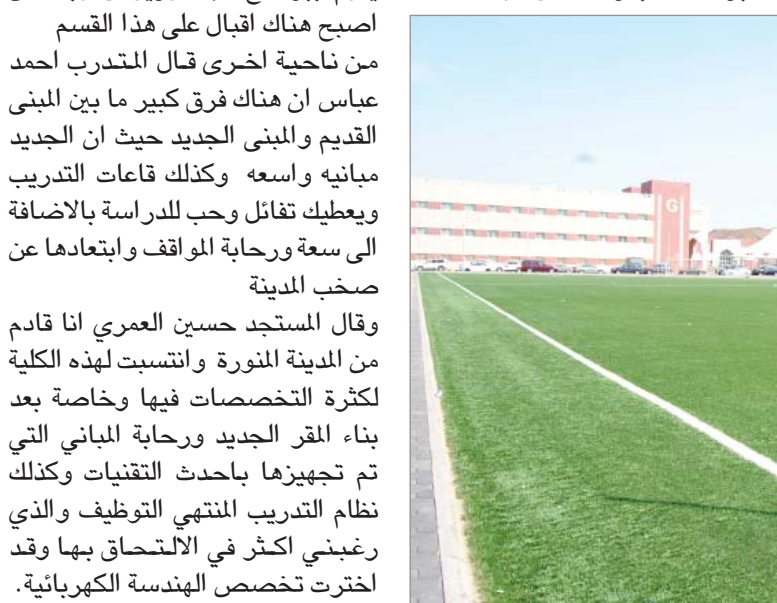 اصبح هناك اقبال على هذا القسم
من ناحية اخرى قال المتدرب احمد
عباس ان هناك فرق كبير ما بين المبنى
القديم والمبنى الجديد حيث ان الجديد
مبانيه واسعه وكذلك قاعات التدريب
ويعطيك تفائل وحب للدراسة بالاضافة
الى سعة ورحابة المواقف وابتعادها عن
صخب المدينة
وقال المستجد حسين العمري انا قادم
من المدينة المنورة وانتسبت لهذه الكلية
لكثرة التخصصات فيها وخاصة بعد
بناء المقر الجديد ورحابة المباني التي
تم تجهيزها باحدث التقنيات وكذلك
نظام التدريب المنتهي التوظيف والذي
رغبني اكثر في الالتحاق بها وقد
اخترت تخصص الهندسة الكهربائية.
G